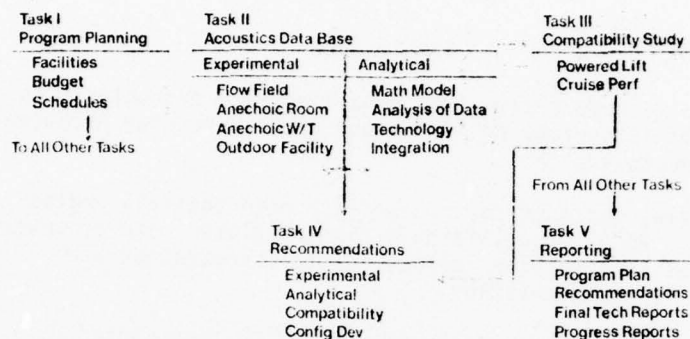 Task I
Program Planning
Facilities
Budget
Schedules
To All Other Tasks
Task II
Acoustics Data Base
Experimental
Flow Field
Anechoic Room
Anechoic W/T
Outdoor Facility
Analytical
Math Model
Analysis of Data
Technology
Integration
Task III
Compatibility Study
Powered Lift
Cruise Perf
From All Other Tasks
Task IV
Recommendations
Experimental
Analytical
Compatibility
Config Dev
Task V
Reporting
Program Plan
Recommendations
Final Tech Reports
Progress Reports